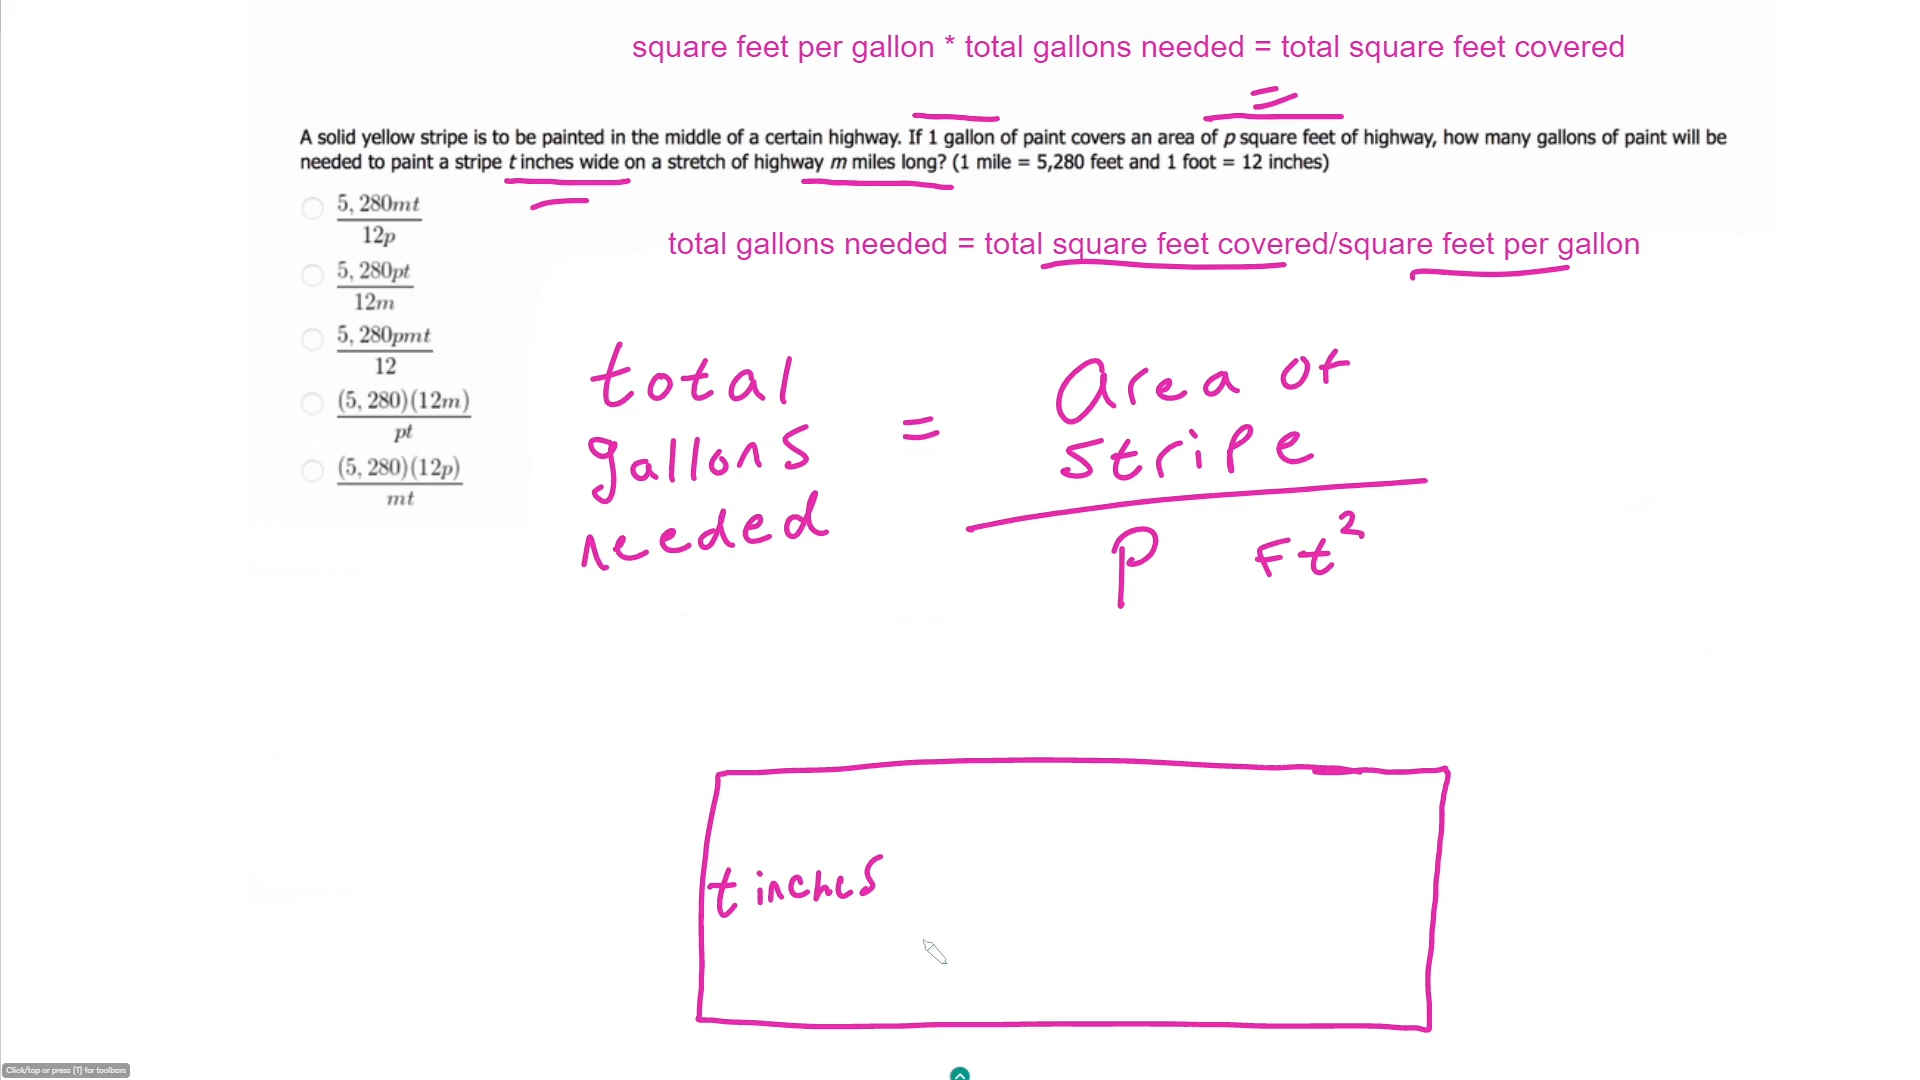 square feet per gallon * total gallons needed = total square feet covered
A solid yellow stripe is to be painted in the middle of a certain highway. If 1 gallon of paint covers an area of p square feet of highway, how many gallons of paint will be
needed to paint a stripe t inches wide on a stretch of highway m miles long? (1 mile = 5,280 feet and 1 foot = 12 inches)
5, 280mt
12p
5, 280pt
12m
5, 280pmt
12
(5, 280)(12m)
pt
(5, 280)(12p)
mt
total gallons needed = total square feet covered/square feet per gallon
total
gallons
needed
=
area of
stripe
p ft²
t inches
Click/tap or press [T] for toolbars